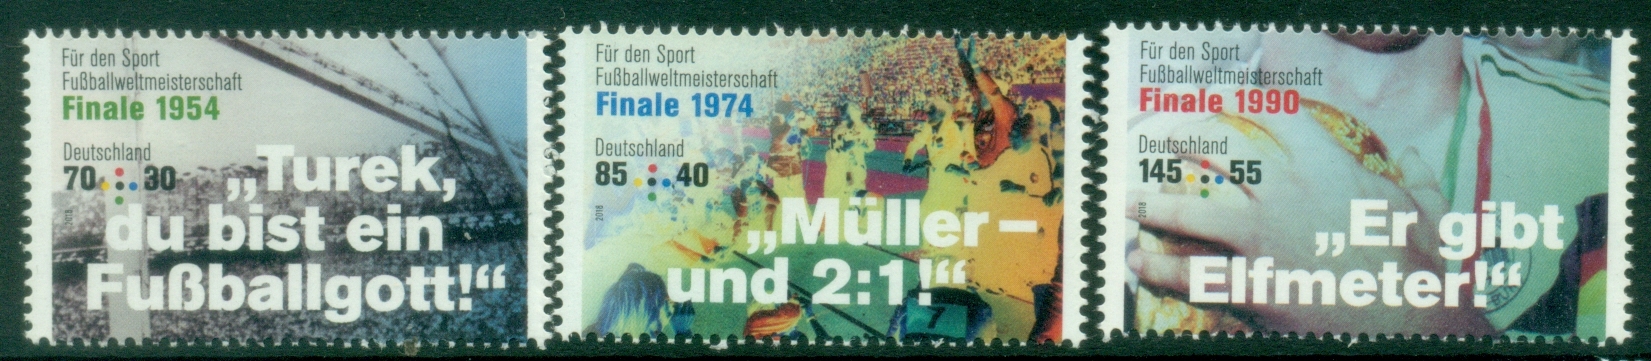 Für den Sport
Fußballweltmeisterschaft
Finale 1954
Deutschland
70 30
2018
„Turek,
du bist ein
Fußballgott!“
Für den Sport
Fußballweltmeisterschaft
Finale 1974
Deutschland
85 40
2018
„Müller –
und 2:1!“
7
Für den Sport
Fußballweltmeisterschaft
Finale 1990
Deutschland
145 55
2018
„Er gibt
Elfmeter!“